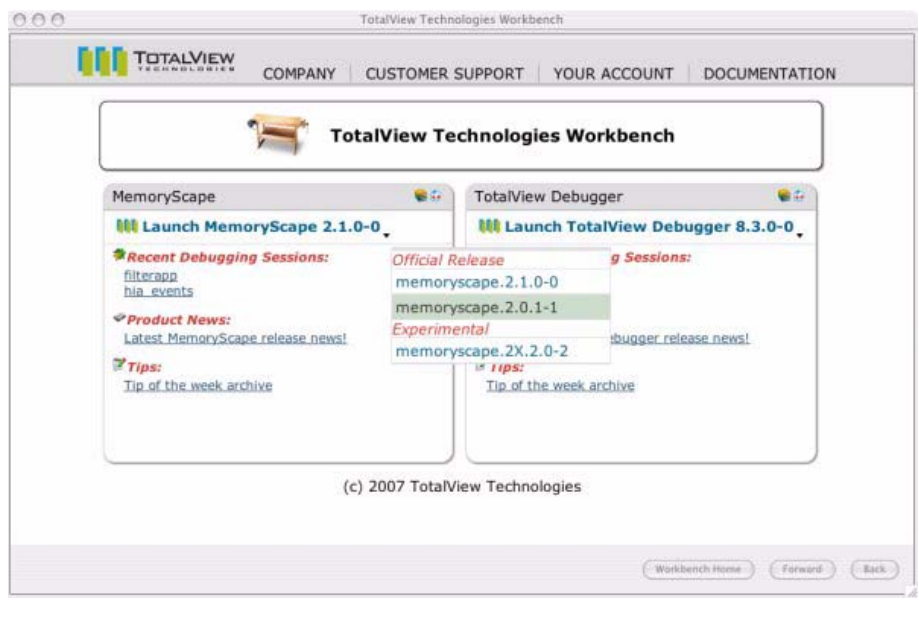 TotalView Technologies Workbench
TOTALVIEW
TECHNOLOGIES
COMPANY
CUSTOMER SUPPORT
YOUR ACCOUNT
DOCUMENTATION
TotalView Technologies Workbench
MemoryScape
Launch MemoryScape 2.1.0-0
Recent Debugging Sessions:
filterapp
hia_events
Product News:
Latest MemoryScape release news!
Tips:
Tip of the week archive
Official Release
memoryscape.2.1.0-0
memoryscape.2.0.1-1
Experimental
memoryscape.2X.2.0-2
TotalView Debugger
Launch TotalView Debugger 8.3.0-0
g Sessions:
ebugger release news!
Tips:
Tip of the week archive
(c) 2007 TotalView Technologies
Workbench Home
Forward
Back